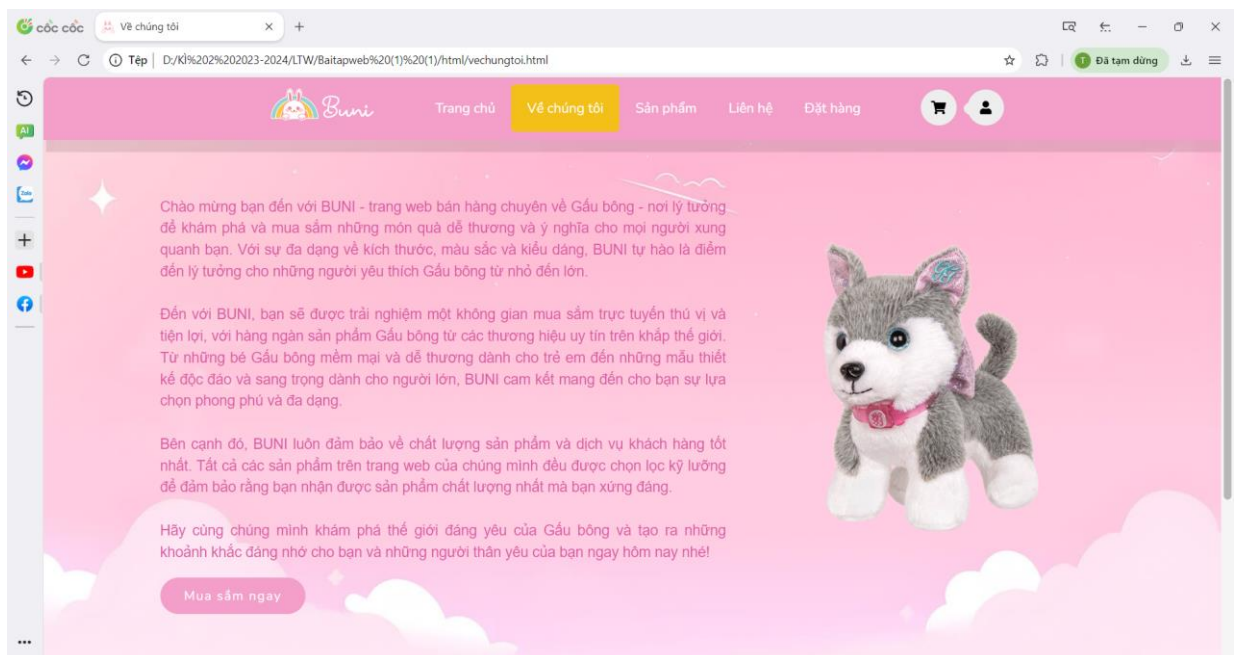 cốc cốc
Về chúng tôi
Tệp
D:/KÌ%202%202023-2024/LTW/Baitapweb%20(1)%20(1)/html/vechungtoi.html
T
Đã tạm dừng
AI
Zalo
Buni
Trang chủ
Về chúng tôi
Sản phẩm
Liên hệ
Đặt hàng
Chào mừng bạn đến với BUNI - trang web bán hàng chuyên về Gấu bông - nơi lý tưởng
để khám phá và mua sắm những món quà dễ thương và ý nghĩa cho mọi người xung
quanh bạn. Với sự đa dạng về kích thước, màu sắc và kiểu dáng, BUNI tự hào là điểm
đến lý tưởng cho những người yêu thích Gấu bông từ nhỏ đến lớn.
Đến với BUNI, bạn sẽ được trải nghiệm một không gian mua sắm trực tuyến thú vị và
tiện lợi, với hàng ngàn sản phẩm Gấu bông từ các thương hiệu uy tín trên khắp thế giới.
Từ những bé Gấu bông mềm mại và dễ thương dành cho trẻ em đến những mẫu thiết
kế độc đáo và sang trọng dành cho người lớn, BUNI cam kết mang đến cho bạn sự lựa
chọn phong phú và đa dạng.
Bên cạnh đó, BUNI luôn đảm bảo về chất lượng sản phẩm và dịch vụ khách hàng tốt
nhất. Tất cả các sản phẩm trên trang web của chúng mình đều được chọn lọc kỹ lưỡng
để đảm bảo rằng bạn nhận được sản phẩm chất lượng nhất mà bạn xứng đáng.
Hãy cùng chúng mình khám phá thế giới đáng yêu của Gấu bông và tạo ra những
khoảnh khắc đáng nhớ cho bạn và những người thân yêu của bạn ngay hôm nay nhé!
Mua sắm ngay